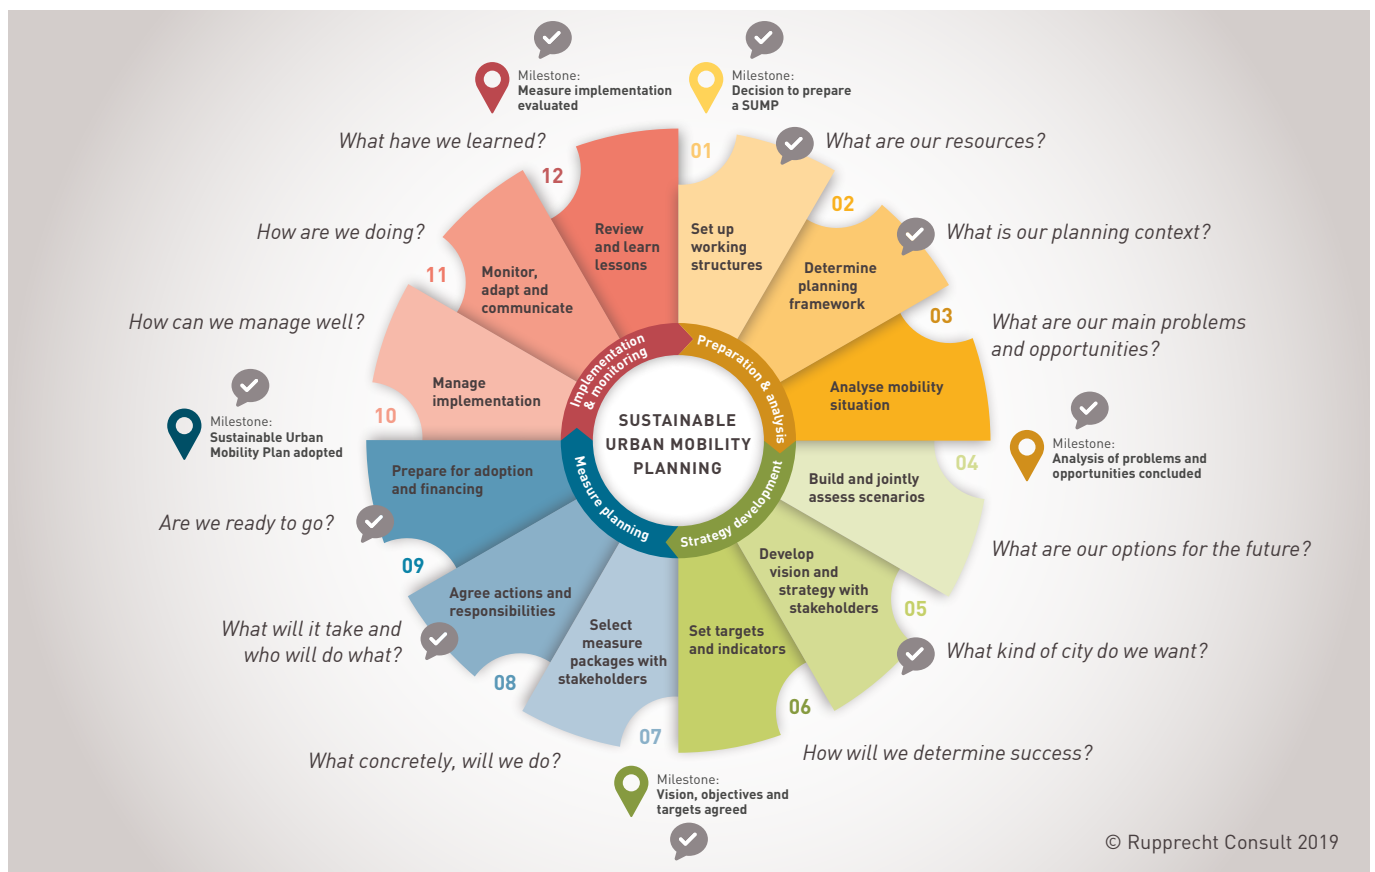 Milestone:
Measure implementation
evaluated
Milestone:
Decision to prepare
a SUMP
What have we learned?
12
01
What are our resources?
02
How are we doing?
What is our planning context?
11
03
Review
and learn
lessons
Set up
working
structures
Monitor,
adapt and
communicate
Determine
planning
framework
How can we manage well?
What are our main problems
and opportunities?
Manage
implementation
Analyse mobility
situation
10
Milestone:
Sustainable Urban
Mobility Plan adopted
Implementation
& monitoring
Preparation & analysis
SUSTAINABLE
URBAN MOBILITY
PLANNING
Measure planning
Strategy development
Milestone:
Analysis of problems and
opportunities concluded
04
Prepare for adoption
and financing
Build and jointly
assess scenarios
Are we ready to go?
What are our options for the future?
09
05
Agree actions and
responsibilities
Develop
vision and
strategy with
stakeholders
What will it take and
who will do what?
Select
measure
packages with
stakeholders
Set targets
and indicators
What kind of city do we want?
08
06
07
What concretely, will we do?
How will we determine success?
Milestone:
Vision, objectives and
targets agreed
© Rupprecht Consult 2019